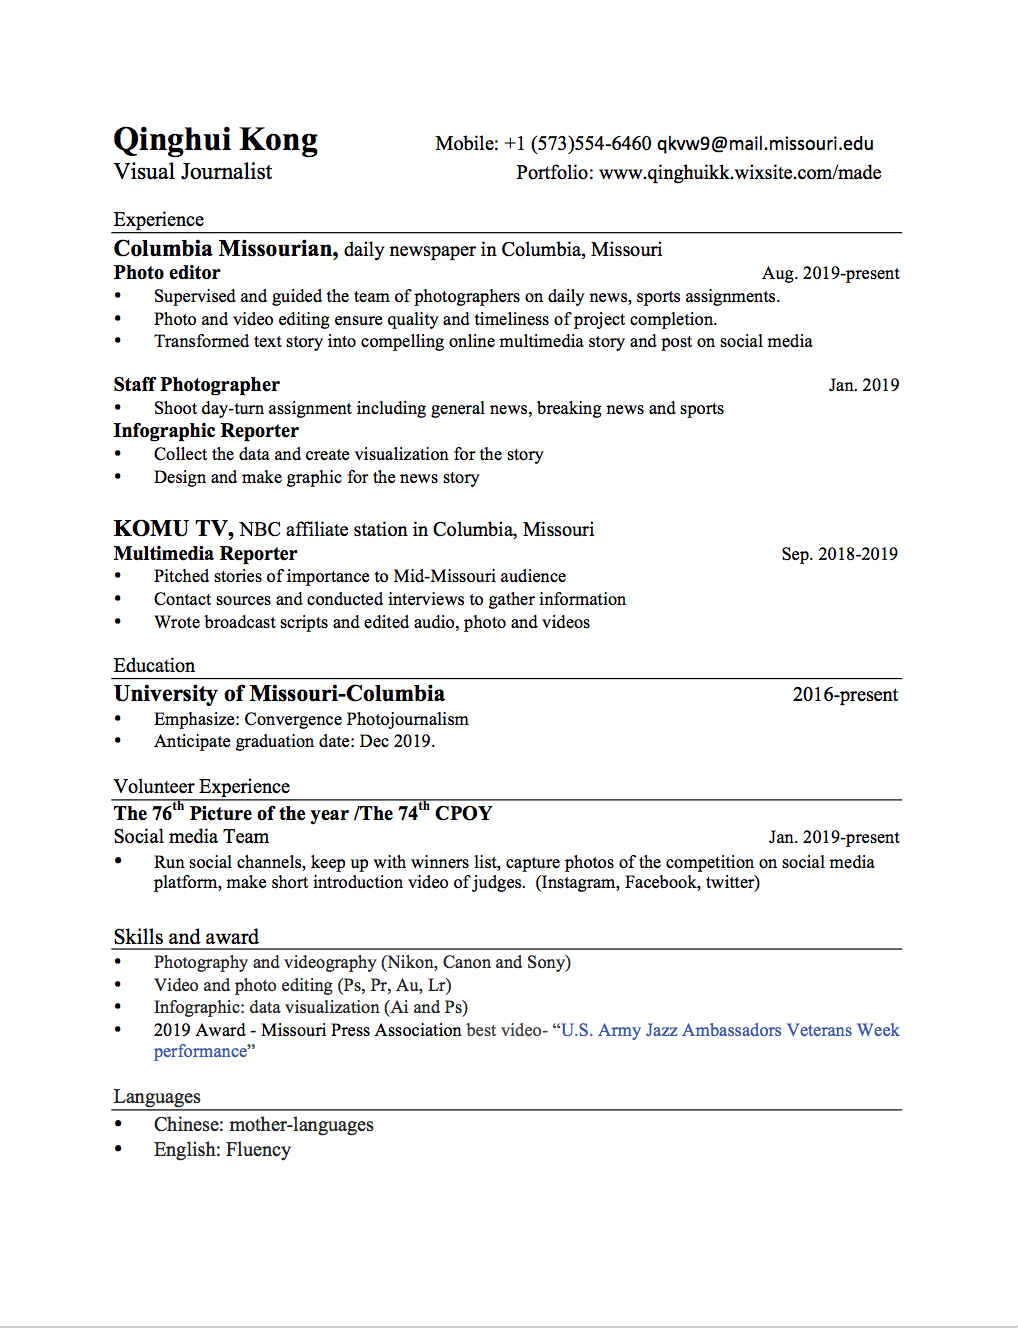 Qinghui Kong Mobile: +1 (573)554-6460 qkvw9@mail.missouri.edu
Visual Journalist Portfolio: www.qinghuikk.wixsite.com/made
Experience
Columbia Missourian, daily newspaper in Columbia, Missouri
Photo editor Aug. 2019-present
• Supervised and guided the team of photographers on daily news, sports assignments.
• Photo and video editing ensure quality and timeliness of project completion.
• Transformed text story into compelling online multimedia story and post on social media
Staff Photographer Jan. 2019
• Shoot day-turn assignment including general news, breaking news and sports
Infographic Reporter
• Collect the data and create visualization for the story
• Design and make graphic for the news story
KOMU TV, NBC affiliate station in Columbia, Missouri
Multimedia Reporter Sep. 2018-2019
• Pitched stories of importance to Mid-Missouri audience
• Contact sources and conducted interviews to gather information
• Wrote broadcast scripts and edited audio, photo and videos
Education
University of Missouri-Columbia 2016-present
• Emphasize: Convergence Photojournalism
• Anticipate graduation date: Dec 2019.
Volunteer Experience
The 76th Picture of the year /The 74th CPOY
Social media Team Jan. 2019-present
• Run social channels, keep up with winners list, capture photos of the competition on social media
platform, make short introduction video of judges. (Instagram, Facebook, twitter)
Skills and award
• Photography and videography (Nikon, Canon and Sony)
• Video and photo editing (Ps, Pr, Au, Lr)
• Infographic: data visualization (Ai and Ps)
• 2019 Award - Missouri Press Association best video- “U.S. Army Jazz Ambassadors Veterans Week
performance”
Languages
• Chinese: mother-languages
• English: Fluency